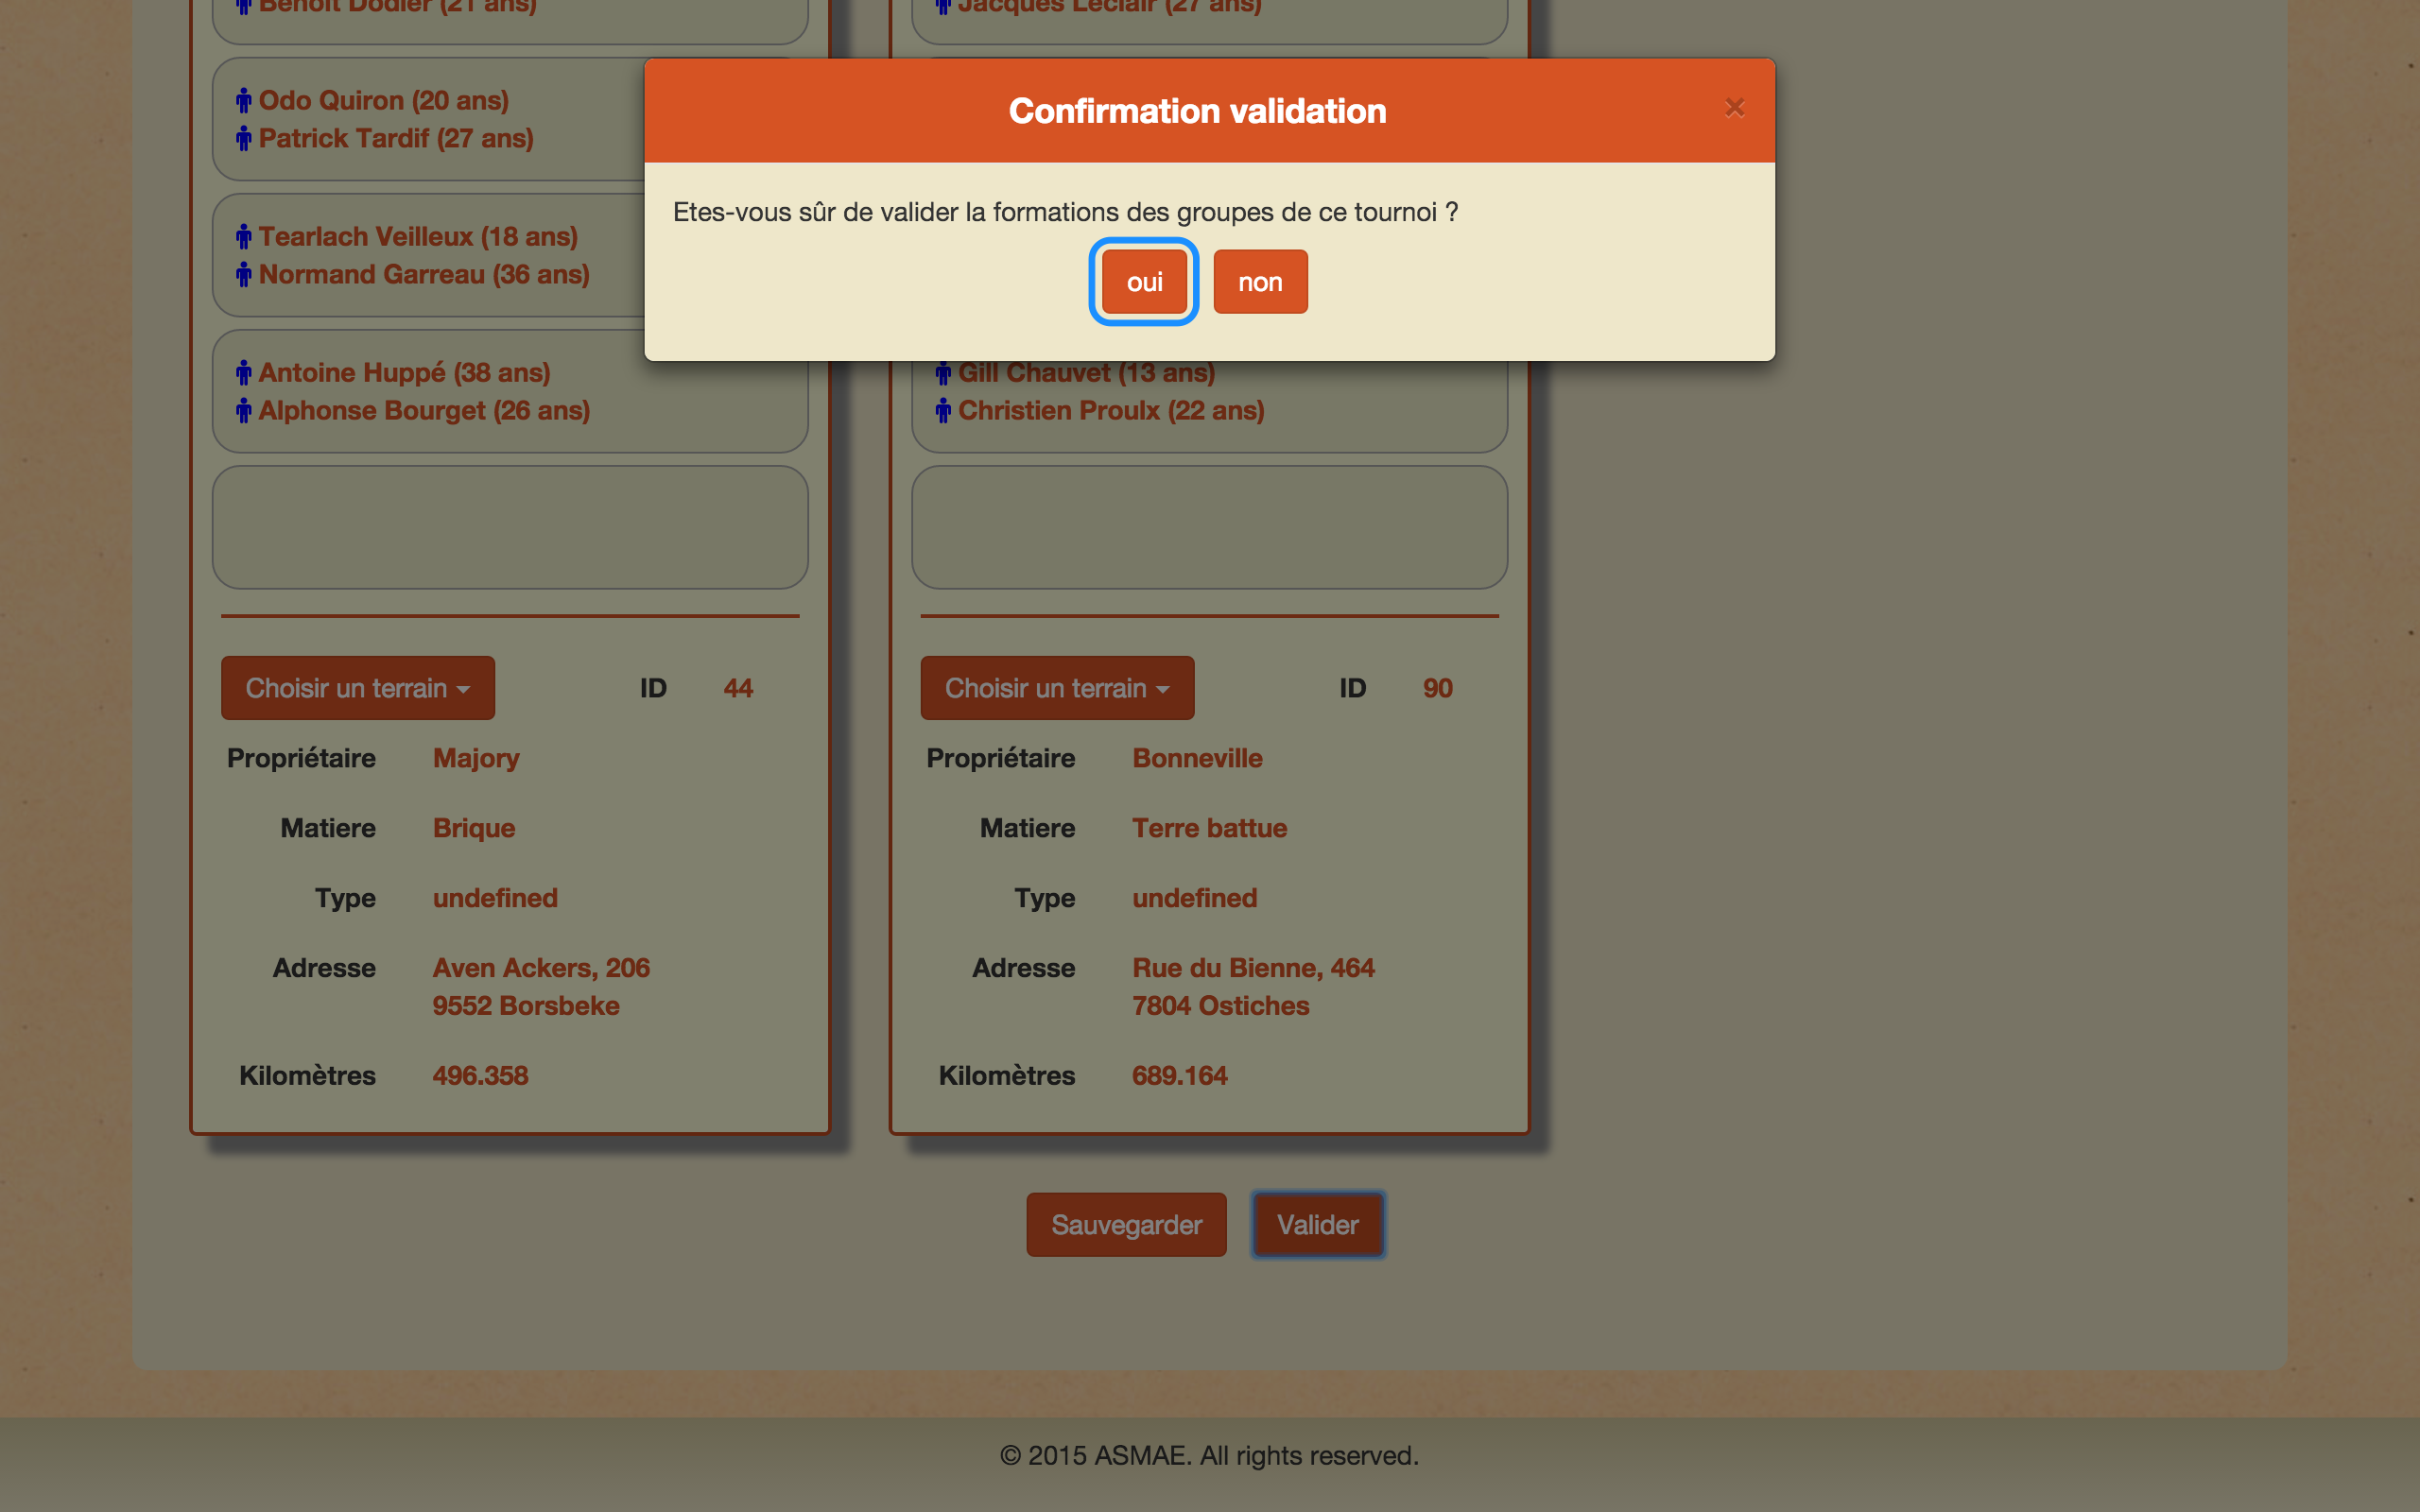 Benoit Dodier (21 ans)
Jacques Leclair (27 ans)
Confirmation validation
×
Etes-vous sûr de valider la formations des groupes de ce tournoi ?
oui
non
Odo Quiron (20 ans)
Patrick Tardif (27 ans)
Tearlach Veilleux (18 ans)
Normand Garreau (36 ans)
Antoine Huppé (38 ans)
Alphonse Bourget (26 ans)
Gill Chauvet (13 ans)
Christien Proulx (22 ans)
Choisir un terrain
ID 44
Propriétaire Majory
Matiere Brique
Type undefined
Adresse Aven Ackers, 206
9552 Borsbeke
Kilomètres 496.358
Choisir un terrain
ID 90
Propriétaire Bonneville
Matiere Terre battue
Type undefined
Adresse Rue du Bienne, 464
7804 Ostiches
Kilomètres 689.164
Sauvegarder
Valider
© 2015 ASMAE. All rights reserved.